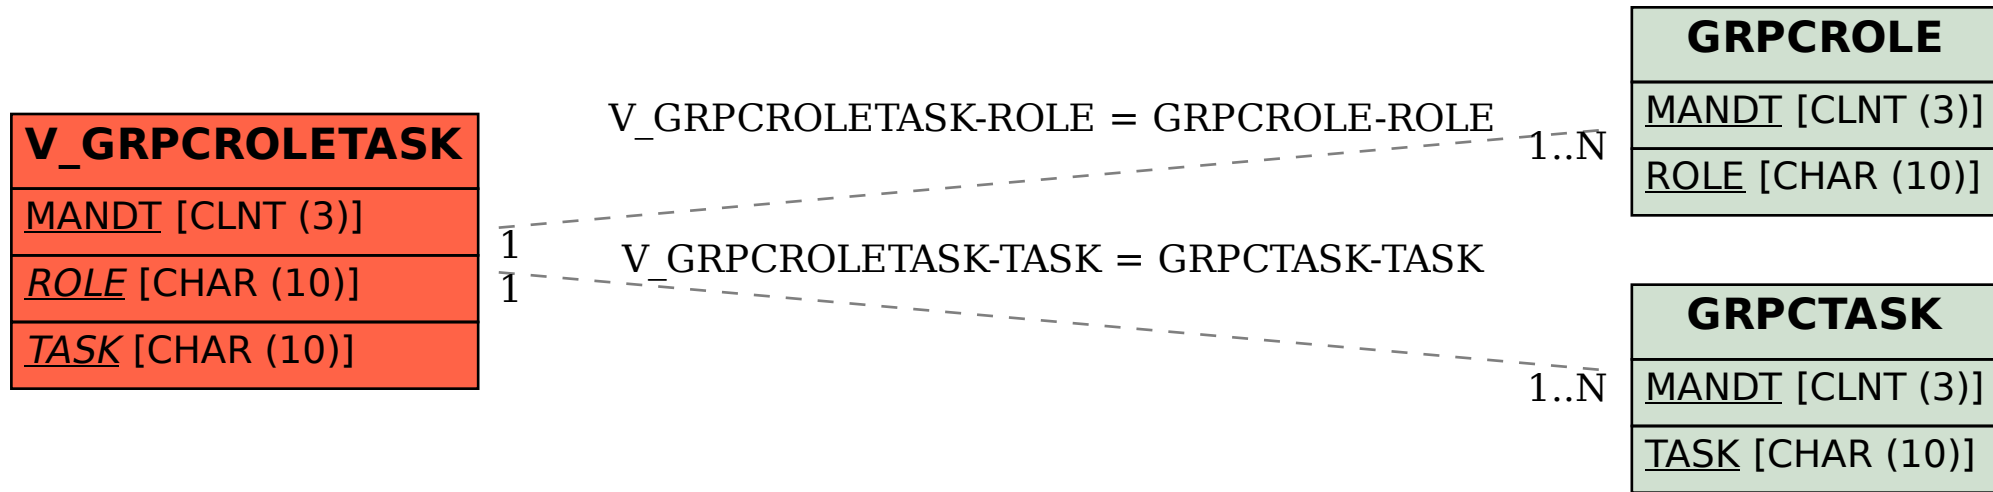 V_GRPCROLETASK
MANDT [CLNT (3)]
ROLE [CHAR (10)]
TASK [CHAR (10)]
V_GRPCROLETASK-ROLE = GRPCROLE-ROLE
1
1..N
V_GRPCROLETASK-TASK = GRPCTASK-TASK
1
1..N
GRPCROLE
MANDT [CLNT (3)]
ROLE [CHAR (10)]
GRPCTASK
MANDT [CLNT (3)]
TASK [CHAR (10)]